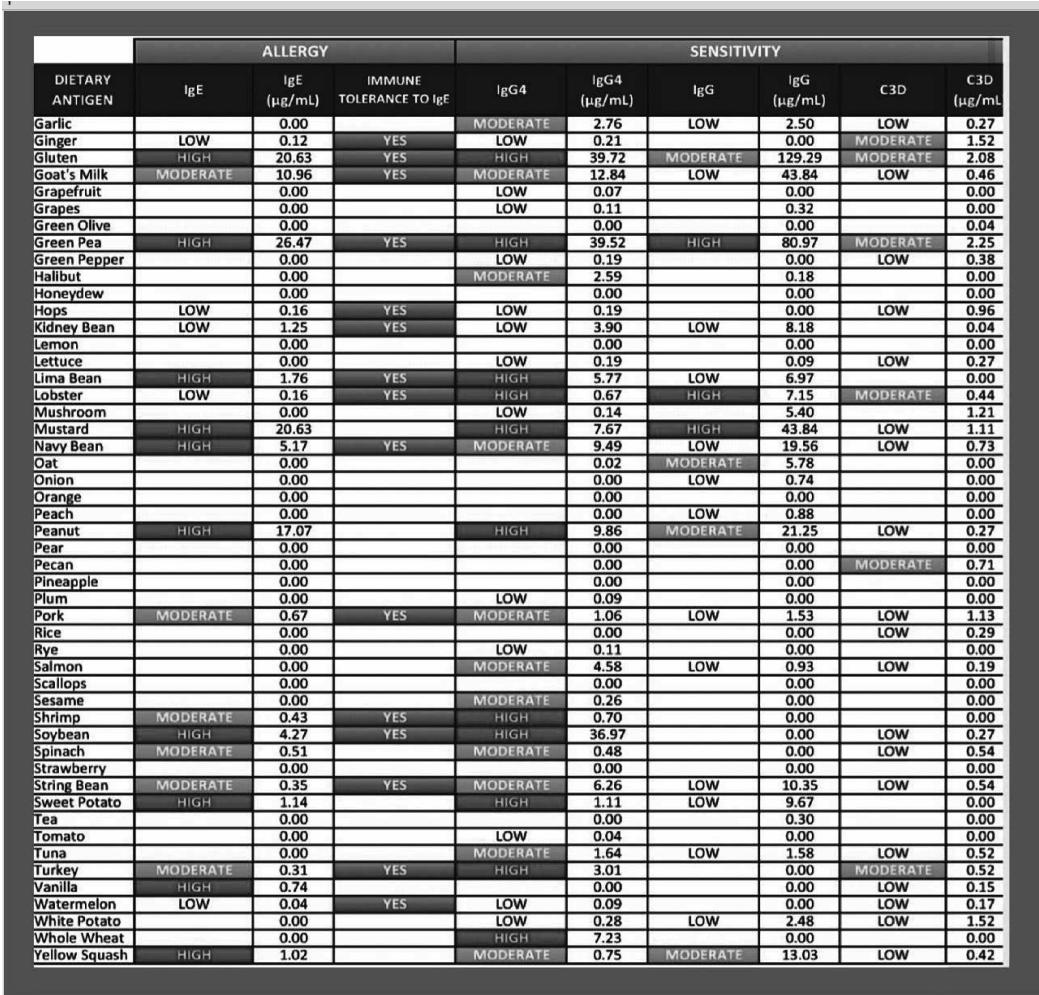 ALLERGY SENSITIVITY
DIETARY ANTIGEN IgE IgE (µg/mL) IMMUNE TOLERANCE TO IgE IgG4 IgG4 (µg/mL) IgG IgG (µg/mL) C3D C3D (µg/mL
Garlic 0.00 MODERATE 2.76 LOW 2.50 LOW 0.27
Ginger LOW 0.12 YES LOW 0.21 0.00 MODERATE 1.52
Gluten HIGH 20.63 YES HIGH 39.72 MODERATE 129.29 MODERATE 2.08
Goat's Milk MODERATE 10.96 YES MODERATE 12.84 LOW 43.84 LOW 0.46
Grapefruit 0.00 LOW 0.07 0.00 0.00
Grapes 0.00 LOW 0.11 0.32 0.00
Green Olive 0.00 0.00 0.00 0.04
Green Pea HIGH 26.47 YES HIGH 39.52 HIGH 80.97 MODERATE 2.25
Green Pepper 0.00 LOW 0.19 0.00 LOW 0.38
Halibut 0.00 MODERATE 2.59 0.18 0.00
Honeydew 0.00 0.00 0.00 0.00
Hops LOW 0.16 YES LOW 0.19 0.00 LOW 0.96
Kidney Bean LOW 1.25 YES LOW 3.90 LOW 8.18 0.04
Lemon 0.00 0.00 0.00 0.00
Lettuce 0.00 LOW 0.19 0.09 LOW 0.27
Lima Bean HIGH 1.76 YES HIGH 5.77 LOW 6.97 0.00
Lobster LOW 0.16 YES HIGH 0.67 HIGH 7.15 MODERATE 0.44
Mushroom 0.00 LOW 0.14 5.40 1.21
Mustard HIGH 20.63 HIGH 7.67 HIGH 43.84 LOW 1.11
Navy Bean HIGH 5.17 YES MODERATE 9.49 LOW 19.56 LOW 0.73
Oat 0.00 0.02 MODERATE 5.78 0.00
Onion 0.00 0.00 LOW 0.74 0.00
Orange 0.00 0.00 0.00 0.00
Peach 0.00 0.00 LOW 0.88 0.00
Peanut HIGH 17.07 HIGH 9.86 MODERATE 21.25 LOW 0.27
Pear 0.00 0.00 0.00 0.00
Pecan 0.00 0.00 0.00 MODERATE 0.71
Pineapple 0.00 0.00 0.00 0.00
Plum 0.00 LOW 0.09 0.00 0.00
Pork MODERATE 0.67 YES MODERATE 1.06 LOW 1.53 LOW 1.13
Rice 0.00 0.00 0.00 LOW 0.29
Rye 0.00 LOW 0.11 0.00 0.00
Salmon 0.00 MODERATE 4.58 LOW 0.93 LOW 0.19
Scallops 0.00 0.00 0.00 0.00
Sesame 0.00 MODERATE 0.26 0.00 0.00
Shrimp MODERATE 0.43 YES HIGH 0.70 0.00 0.00
Soybean HIGH 4.27 YES HIGH 36.97 0.00 LOW 0.27
Spinach MODERATE 0.51 MODERATE 0.48 0.00 LOW 0.54
Strawberry 0.00 0.00 0.00 0.00
String Bean MODERATE 0.35 YES MODERATE 6.26 LOW 10.35 LOW 0.54
Sweet Potato HIGH 1.14 HIGH 1.11 LOW 9.67 0.00
Tea 0.00 0.00 0.30 0.00
Tomato 0.00 LOW 0.04 0.00 0.00
Tuna 0.00 MODERATE 1.64 LOW 1.58 LOW 0.52
Turkey MODERATE 0.31 YES HIGH 3.01 0.00 MODERATE 0.52
Vanilla HIGH 0.74 0.00 0.00 LOW 0.15
Watermelon LOW 0.04 YES LOW 0.09 0.00 LOW 0.17
White Potato 0.00 LOW 0.28 LOW 2.48 LOW 1.52
Whole Wheat 0.00 HIGH 7.23 0.00 0.00
Yellow Squash HIGH 1.02 MODERATE 0.75 MODERATE 13.03 LOW 0.42